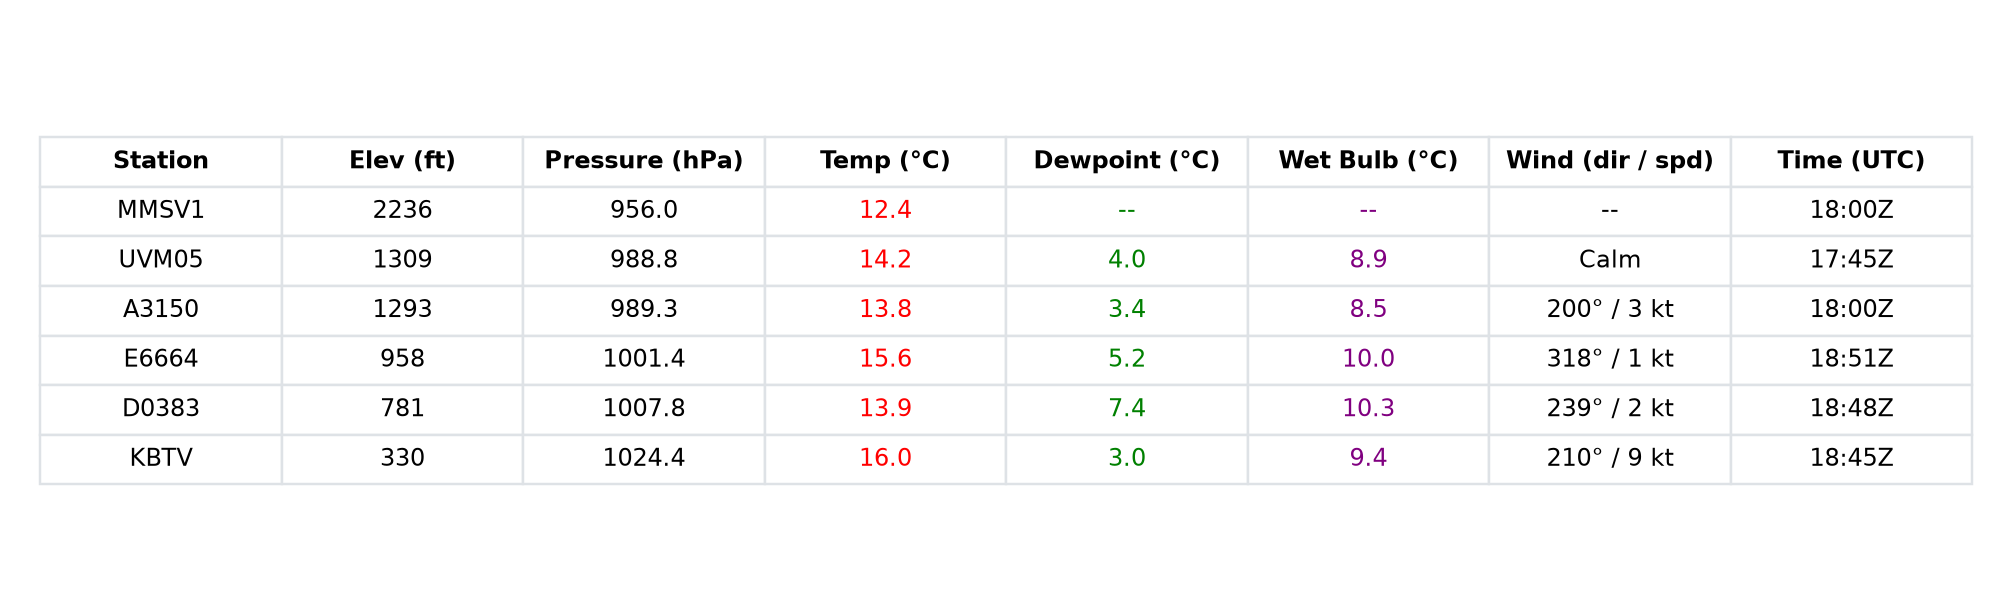 Station Elev (ft) Pressure (hPa) Temp (°C) Dewpoint (°C) Wet Bulb (°C) Wind (dir / spd) Time (UTC)
MMSV1 2236 956.0 12.4 -- -- -- 18:00Z
UVM05 1309 988.8 14.2 4.0 8.9 Calm 17:45Z
A3150 1293 989.3 13.8 3.4 8.5 200° / 3 kt 18:00Z
E6664 958 1001.4 15.6 5.2 10.0 318° / 1 kt 18:51Z
D0383 781 1007.8 13.9 7.4 10.3 239° / 2 kt 18:48Z
KBTV 330 1024.4 16.0 3.0 9.4 210° / 9 kt 18:45Z